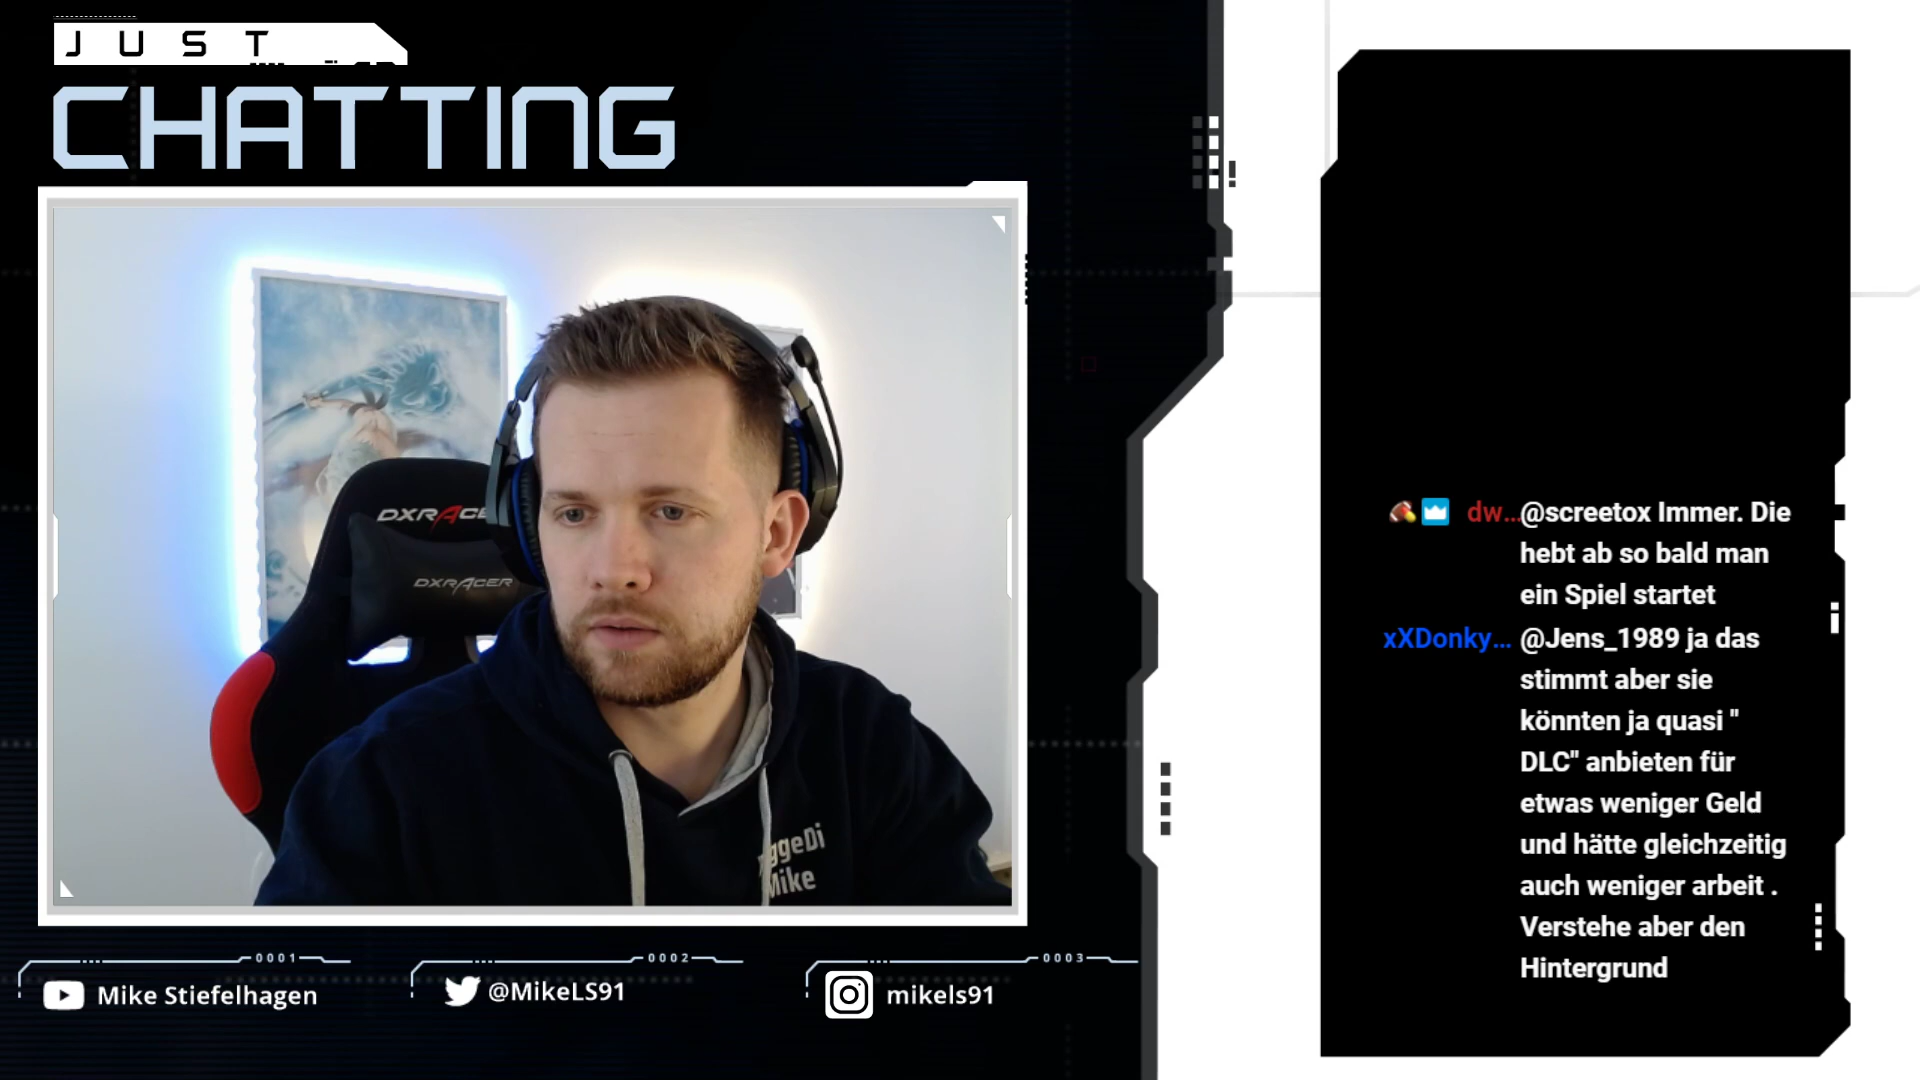 JUST
CHATTING
DXRACER
DXRACER
ggeDi
Mike
0001
Mike Stiefelhagen
0002
@MikeLS91
0003
mikels91
dw... @screetox Immer. Die
hebt ab so bald man
ein Spiel startet
xXDonky... @Jens_1989 ja das
stimmt aber sie
könnten ja quasi "
DLC" anbieten für
etwas weniger Geld
und hätte gleichzeitig
auch weniger arbeit .
Verstehe aber den
Hintergrund